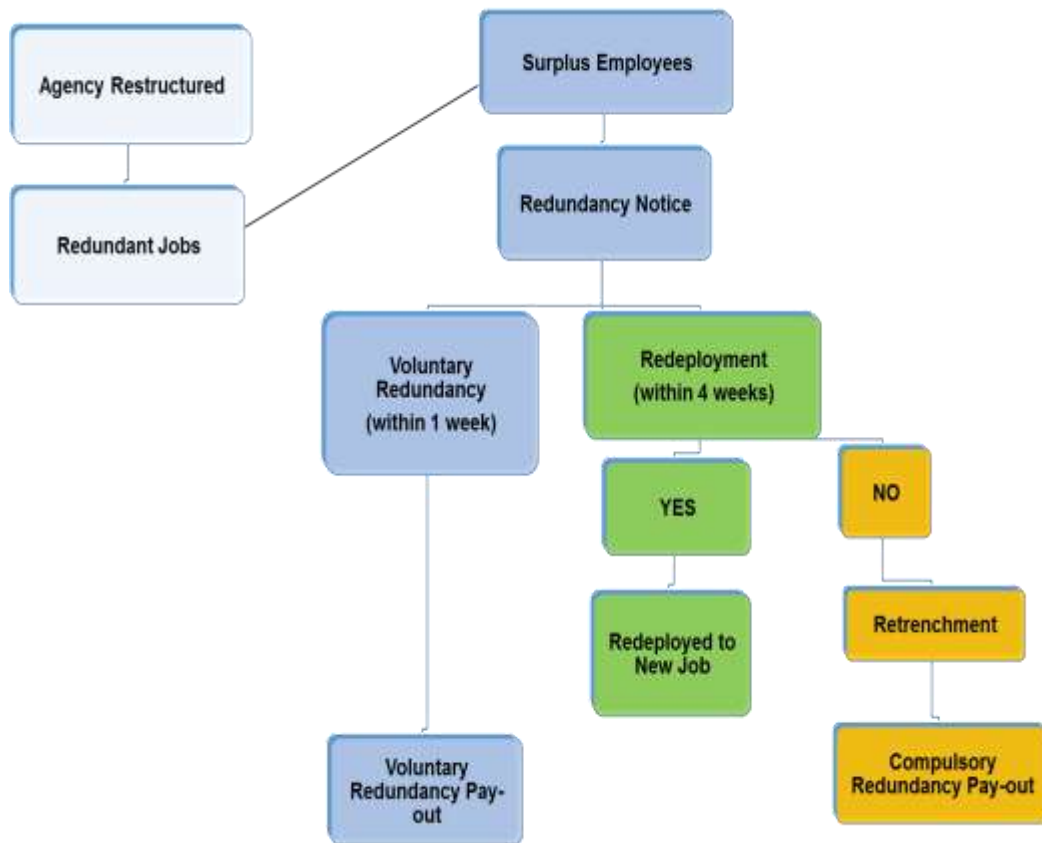 Agency Restructured
Redundant Jobs
Surplus Employees
Redundancy Notice
Voluntary
Redundancy
(within 1 week)
Redeployment
(within 4 weeks)
YES
NO
Redeployed to
New Job
Retrenchment
Voluntary
Redundancy Pay-
out
Compulsory
Redundancy Pay-out